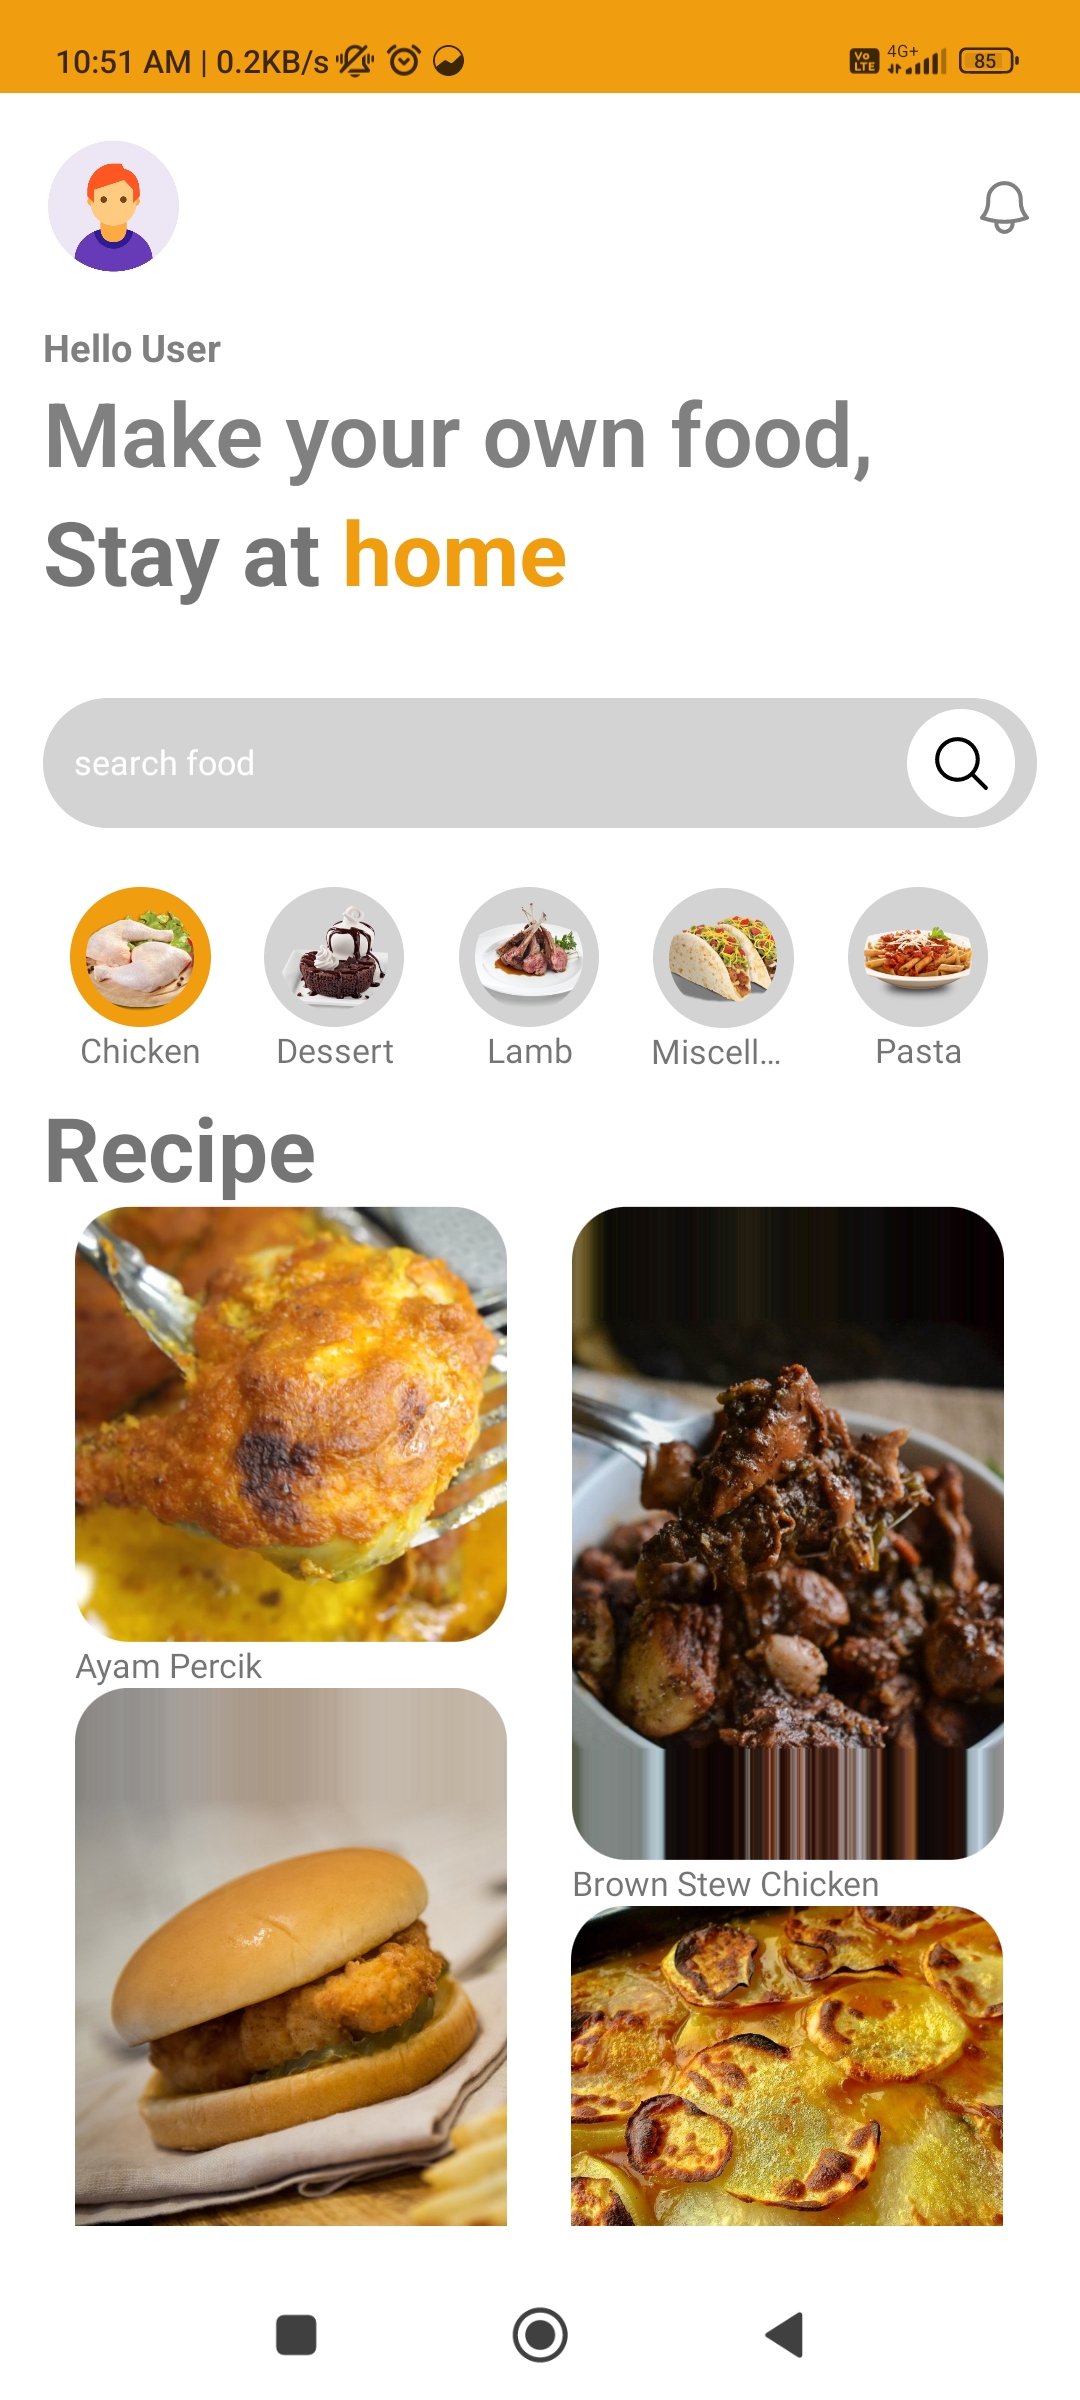 10:51 AM | 0.2KB/s
Vo LTE
4G+
85
Hello User
Make your own food,
Stay at home
search food
Chicken
Dessert
Lamb
Miscell...
Pasta
Recipe
Ayam Percik
Brown Stew Chicken